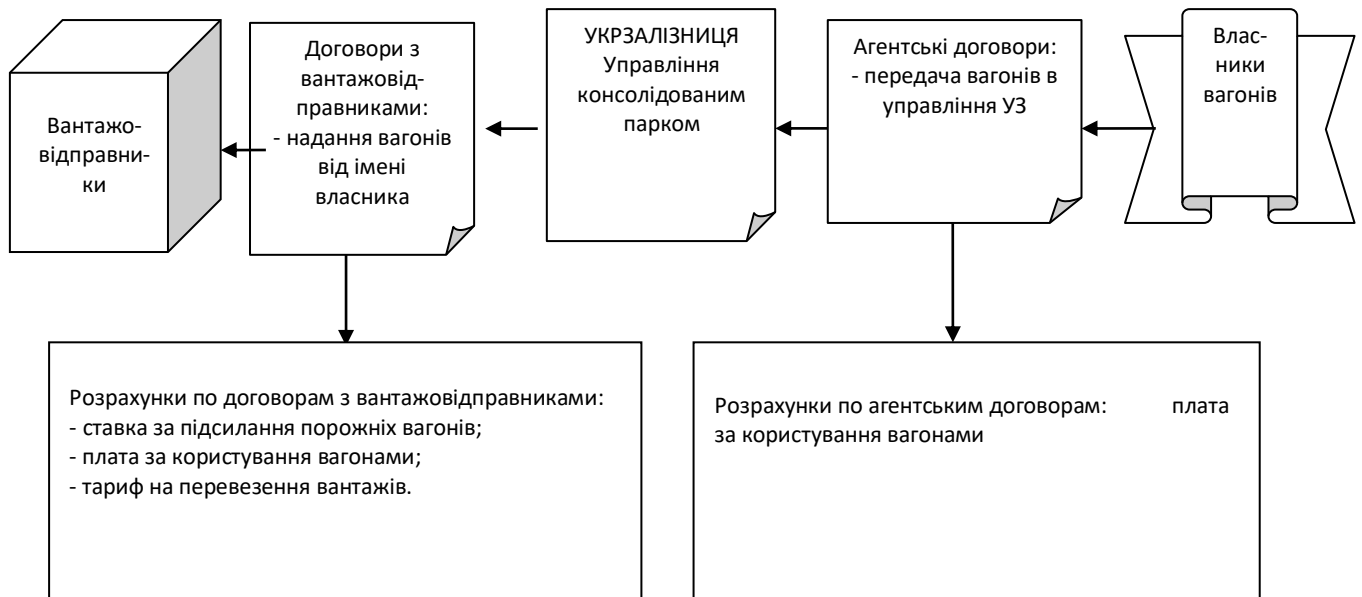 Вантажо-
відправни-
ки
Договори з
вантажовід-
правниками:
- надання вагонів
від імені
власника
УКРЗАЛІЗНИЦЯ
Управління
консолідованим
парком
Агентські договори:
- передача вагонів в
управління УЗ
Влас-
ники
вагонів
Розрахунки по договорам з вантажовідправниками:
- ставка за підсилання порожніх вагонів;
- плата за користування вагонами;
- тариф на перевезення вантажів.
Розрахунки по агентським договорам: плата
за користування вагонами